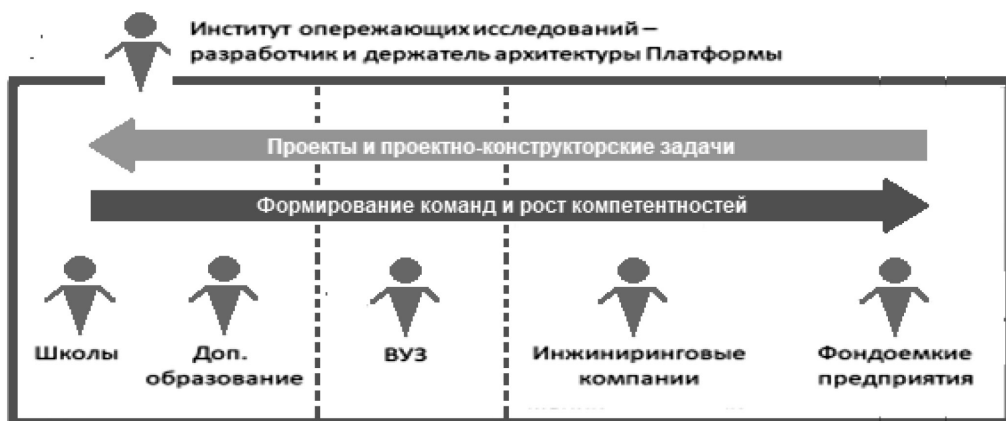 Институт опережающих исследований –
разработчик и держатель архитектуры Платформы
Проекты и проектно-конструкторские задачи
Формирование команд и рост компетентностей
Школы
Доп.
образование
ВУЗ
Инжиниринговые
компании
Фондоемкие
предприятия